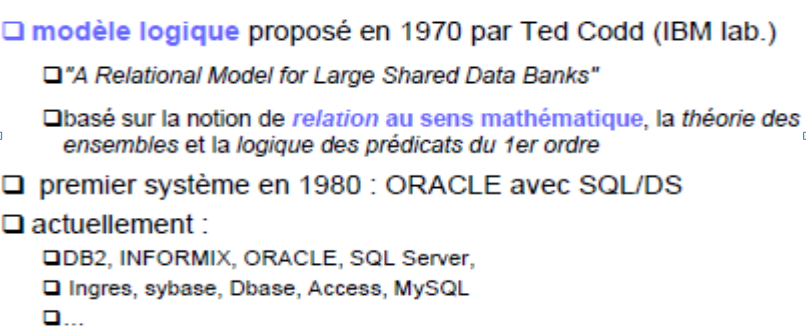 ❑ modèle logique proposé en 1970 par Ted Codd (IBM lab.)
❑"A Relational Model for Large Shared Data Banks"
❑basé sur la notion de relation au sens mathématique, la théorie des
ensembles et la logique des prédicats du 1er ordre
❑ premier système en 1980 : ORACLE avec SQL/DS
❑ actuellement :
❑DB2, INFORMIX, ORACLE, SQL Server,
❑ Ingres, sybase, Dbase, Access, MySQL
❑...